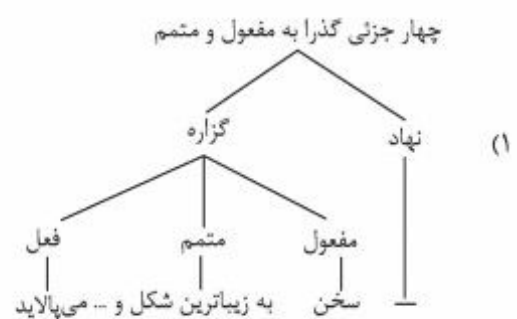 چهار جزئی گذرا به مفعول و متمم
۱) نهاد گزاره
مفعول متمم فعل
— سخن به زیباترین شکل و ... می‌پالاید